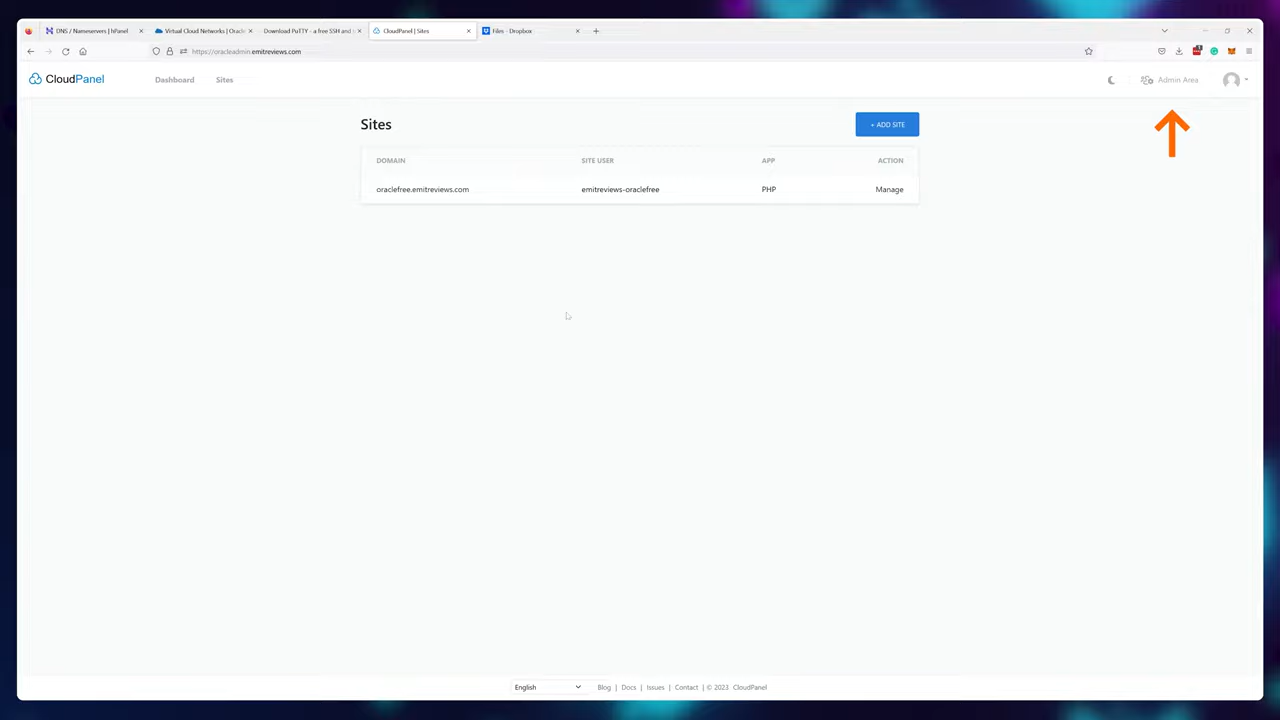 DNS / Nameservers | hPanel
Virtual Cloud Networks | Oracl
Download PuTTY - a free SSH and
CloudPanel | Sites
Files - Dropbox
https://oracleadmin.emitreviews.com
CloudPanel
Dashboard
Sites
Admin Area
Sites
+ ADD SITE
DOMAIN
SITE USER
APP
ACTION
oraclefree.emitreviews.com
emitreviews-oraclefree
PHP
Manage
English
Blog | Docs | Issues | Contact | © 2023 CloudPanel